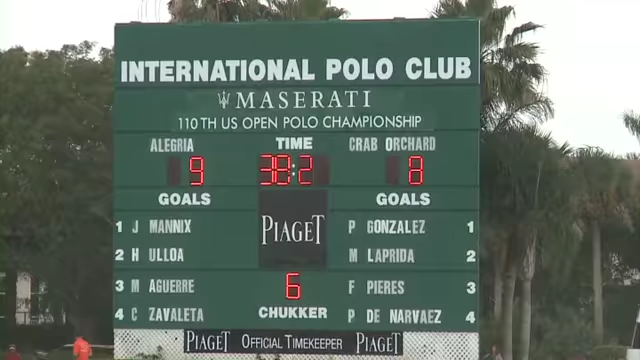 INTERNATIONAL POLO CLUB
MASERATI
110TH US OPEN POLO CHAMPIONSHIP
ALEGRIA TIME CRAB ORCHARD
9 8
GOALS GOALS
PIAGET
1 J MANNIX P GONZALEZ 1
2 H ULLOA M LAPRIDA 2
3 M AGUERRE 6 F PIERES 3
4 C ZAVALETA CHUKKER P DE NARVAEZ 4
PIAGET OFFICIAL TIMEKEEPER PIAGET